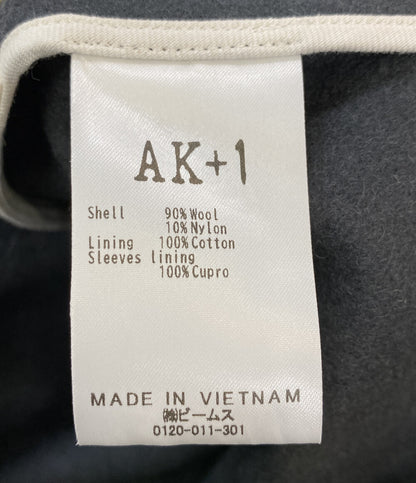 AK+1
Shell 90% Wool
10% Nylon
Lining 100% Cotton
Sleeves lining
100% Cupro
MADE IN VIETNAM
㈱ビームス
0120-011-301